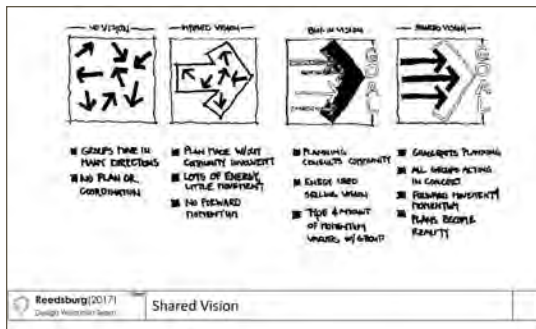 NO VISION
IMPOSED VISION
BUY-IN VISION
SHARED VISION
GOAL
GOAL
GROUPS MOVE IN
MANY DIRECTIONS
NO PLAN OR
COORDINATION
PLAN MADE W/OUT
COMMUNITY INVOLVEMENT
LOTS OF ENERGY,
LITTLE MOVEMENT
NO FORWARD
MOMENTUM
PLANNING
CONSULTS COMMUNITY
ENERGY USED
SELLING VISION
TYPE & AMOUNT
OF MOMENTUM
VARIES W/GROUP
GRASSROOTS PLANNING
ALL GROUPS ACTING
IN CONCERT
FORWARD MOVEMENT/
MOMENTUM
PLANS BECOME
REALITY
Reedsburg(2017)
Design Wisconsin Team
Shared Vision